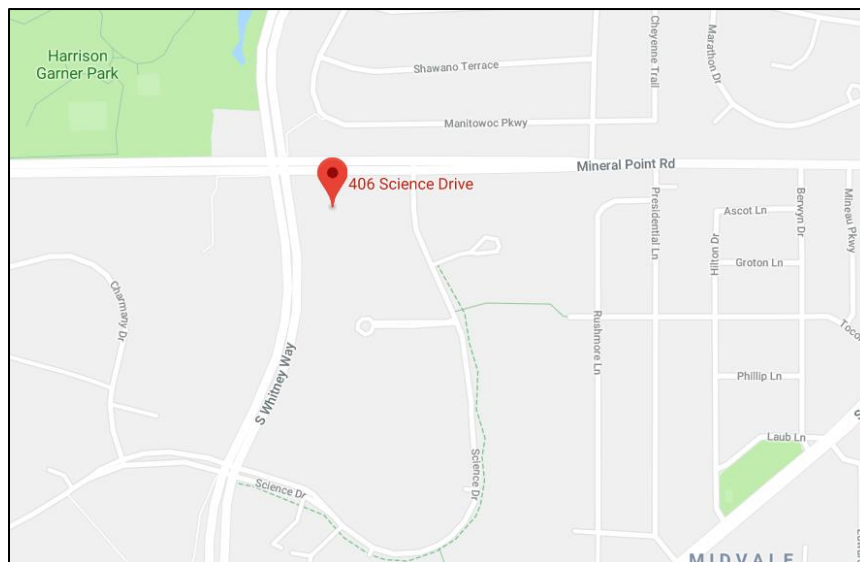 Harrison
Garner Park
Shawano Terrace
Cheyenne Trail
Marathon Dr
Manitowoc Pkwy
Mineral Point Rd
406 Science Drive
Presidential Ln
Ascot Ln
Hilton Dr
Berwyn Dr
Mineau Pkwy
Groton Ln
Charmany Dr
Rushmore Ln
S Whitney Way
Phillip Ln
Laub Ln
Science Dr
Science Dr
MIDVALE